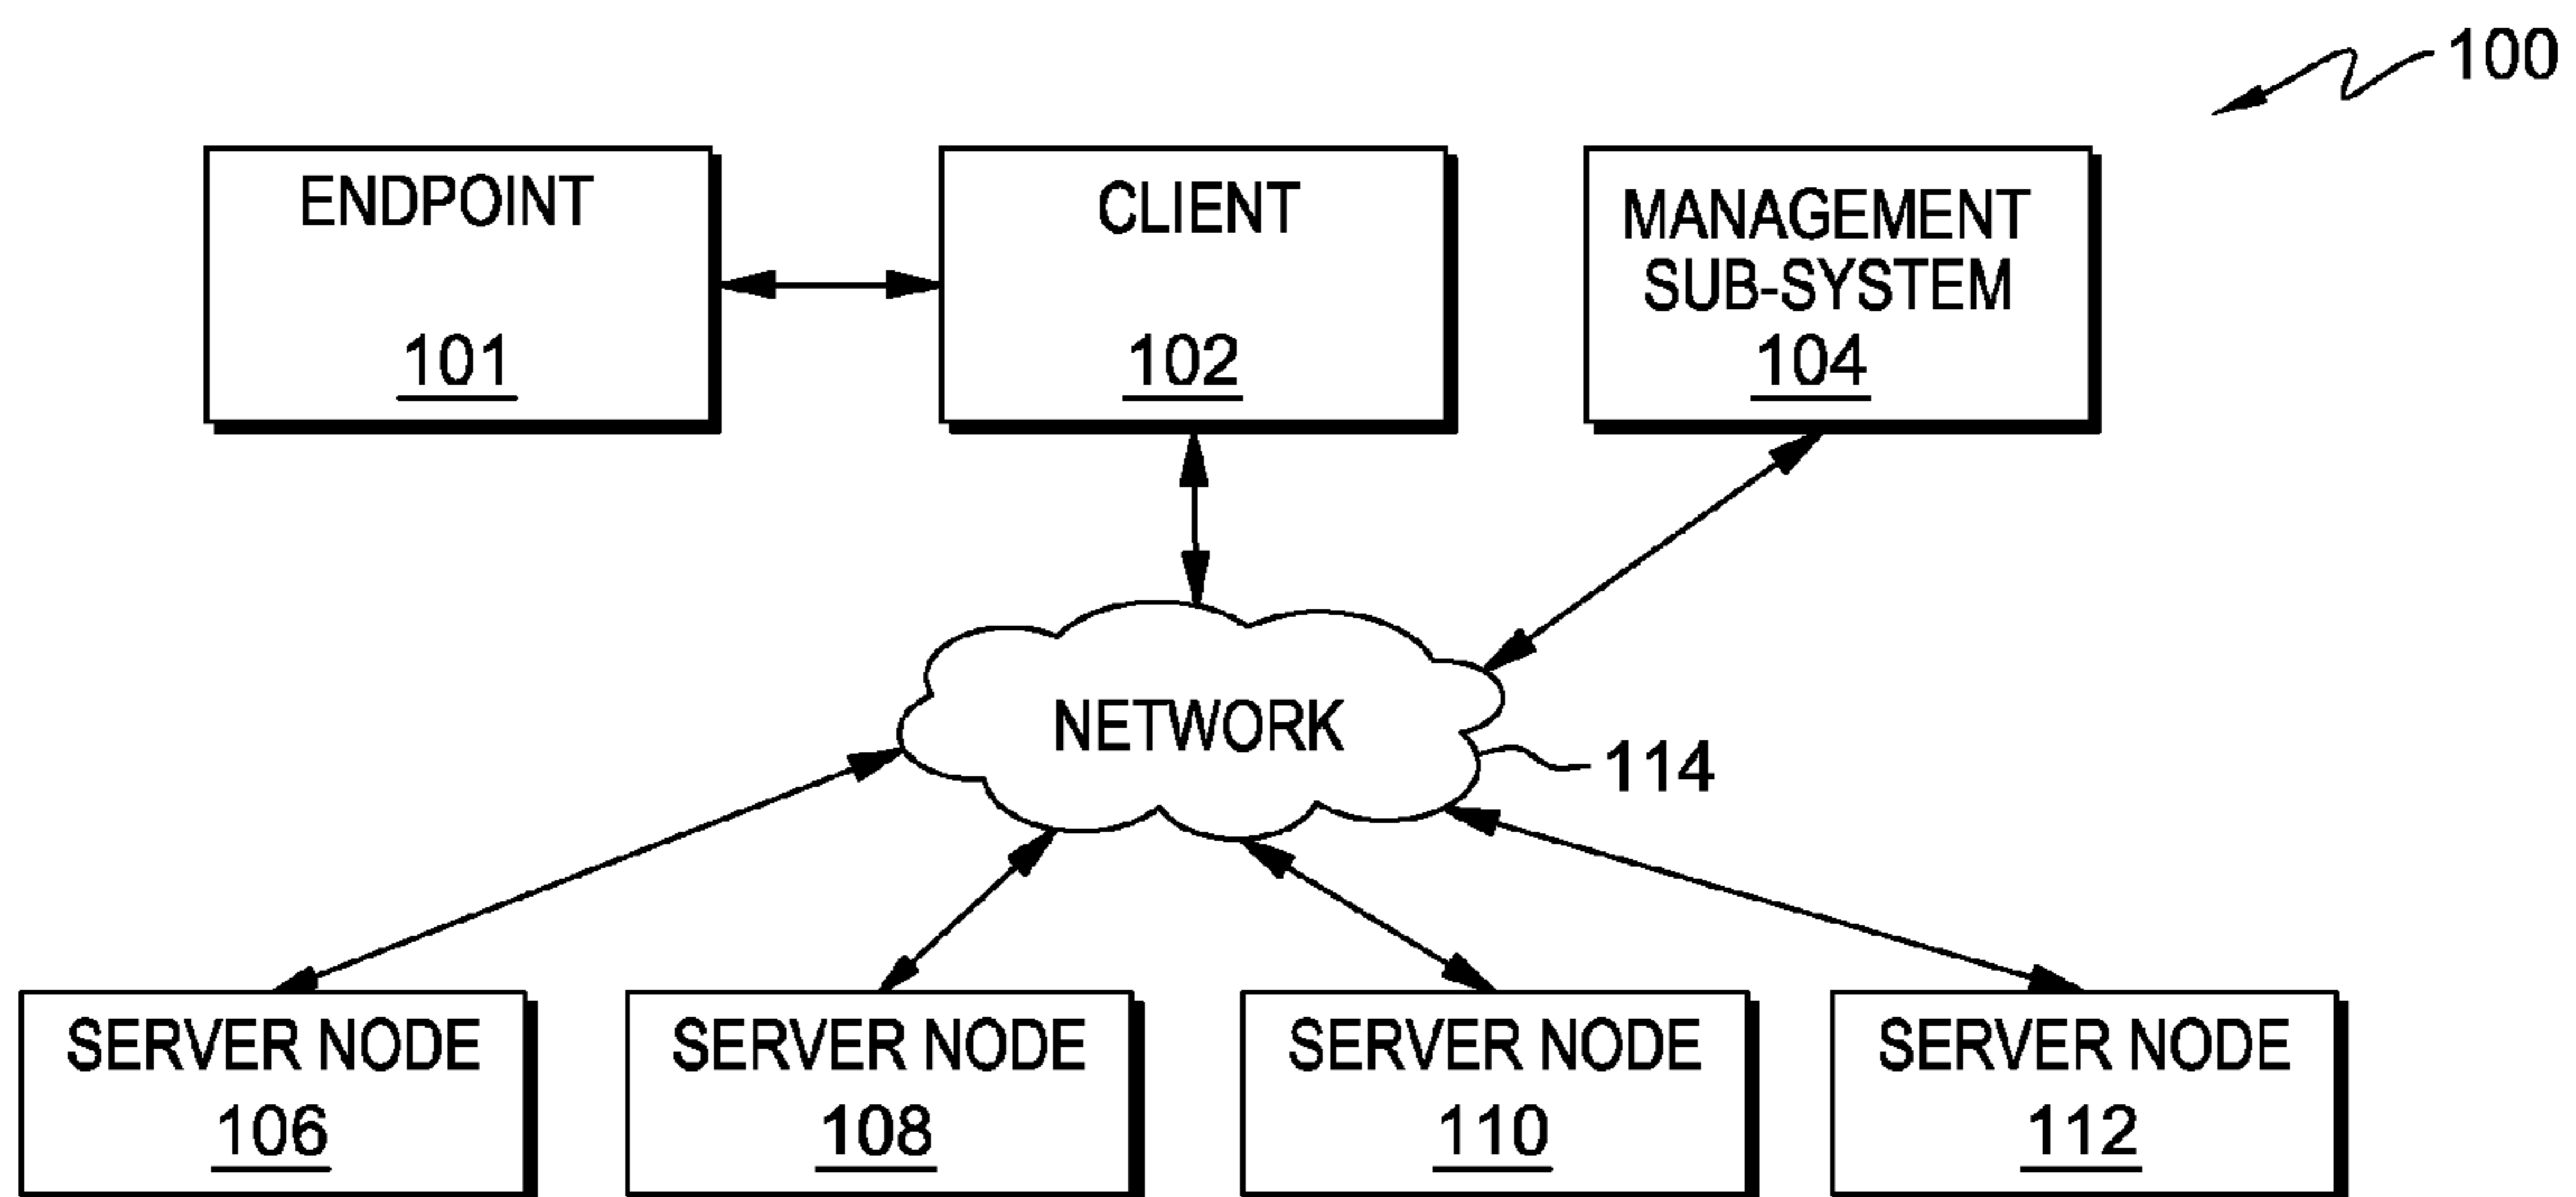 100
ENDPOINT
101
CLIENT
102
MANAGEMENT
SUB-SYSTEM
104
NETWORK
114
SERVER NODE
106
SERVER NODE
108
SERVER NODE
110
SERVER NODE
112